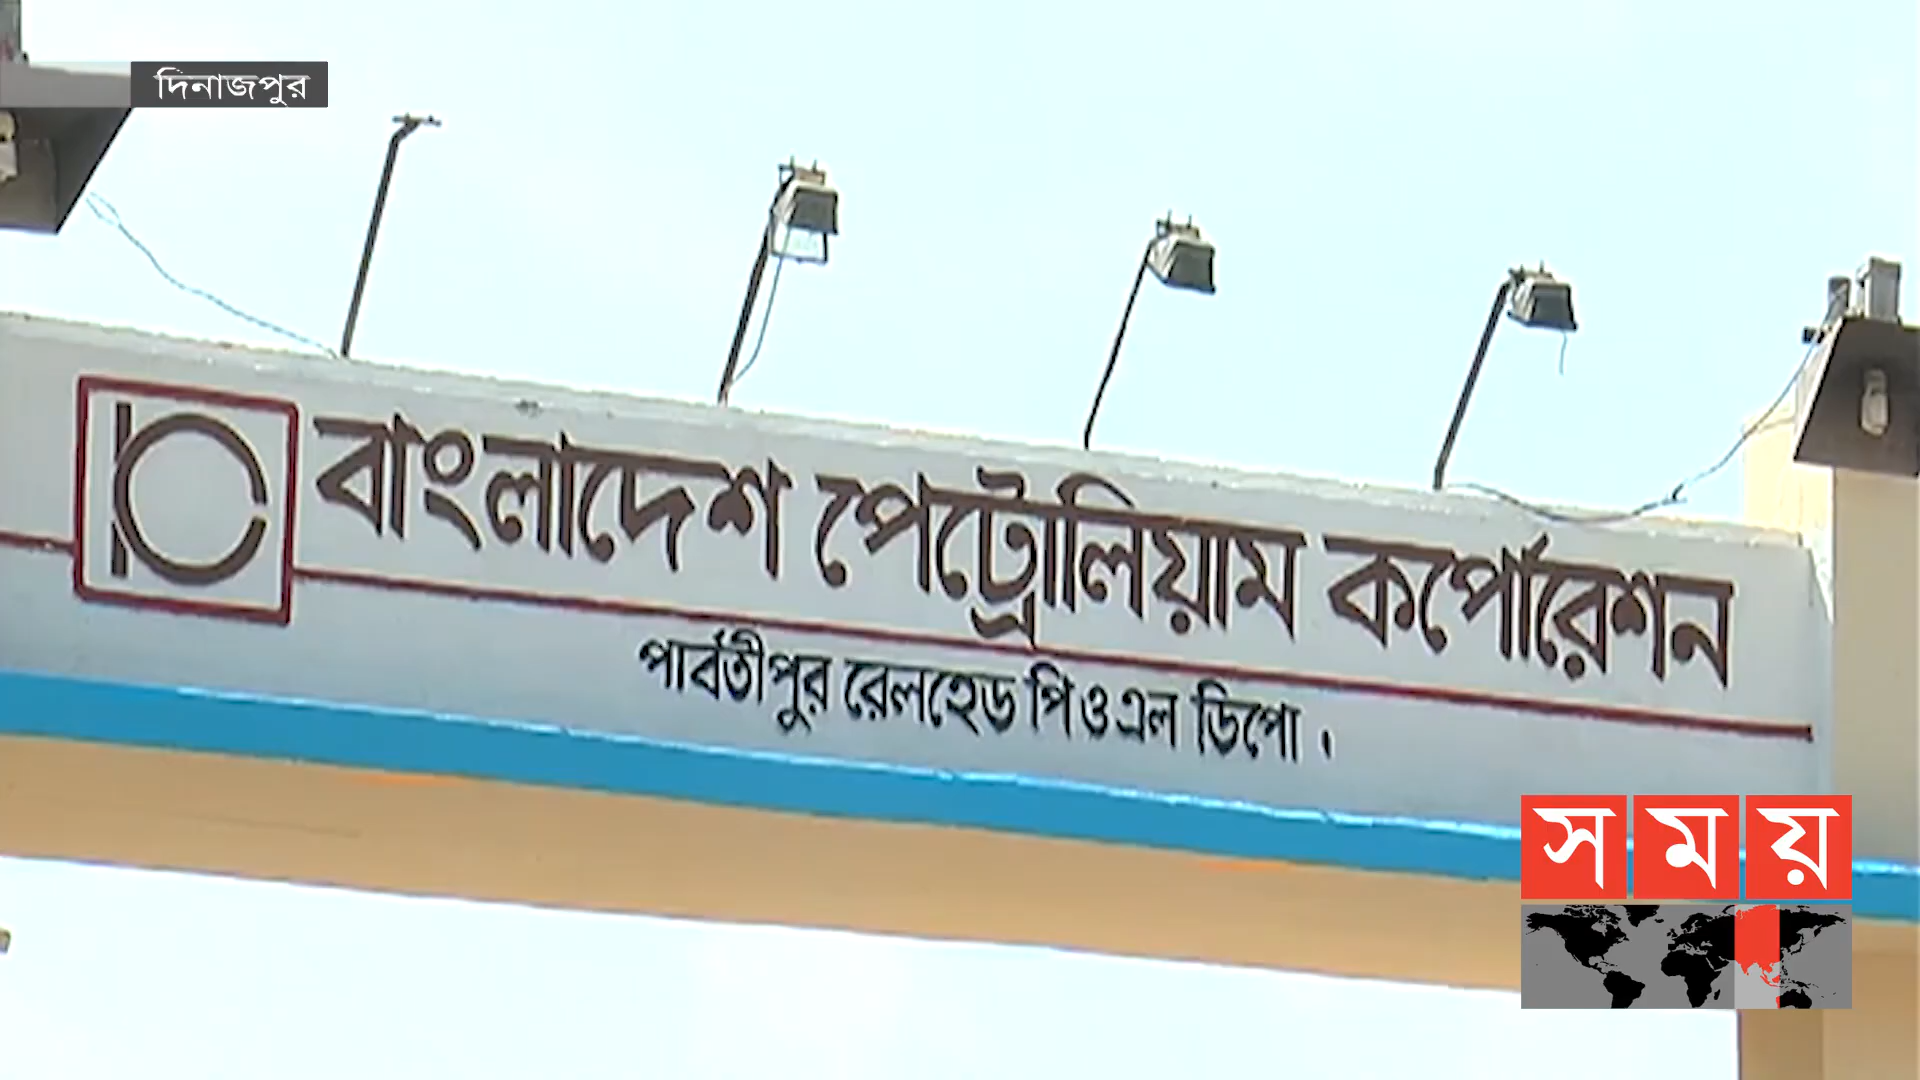 দিনাজপুর
বাংলাদেশ পেট্রোলিয়াম কর্পোরেশন
পার্বতীপুর রেলহেড পিওএল ডিপো .
সময়